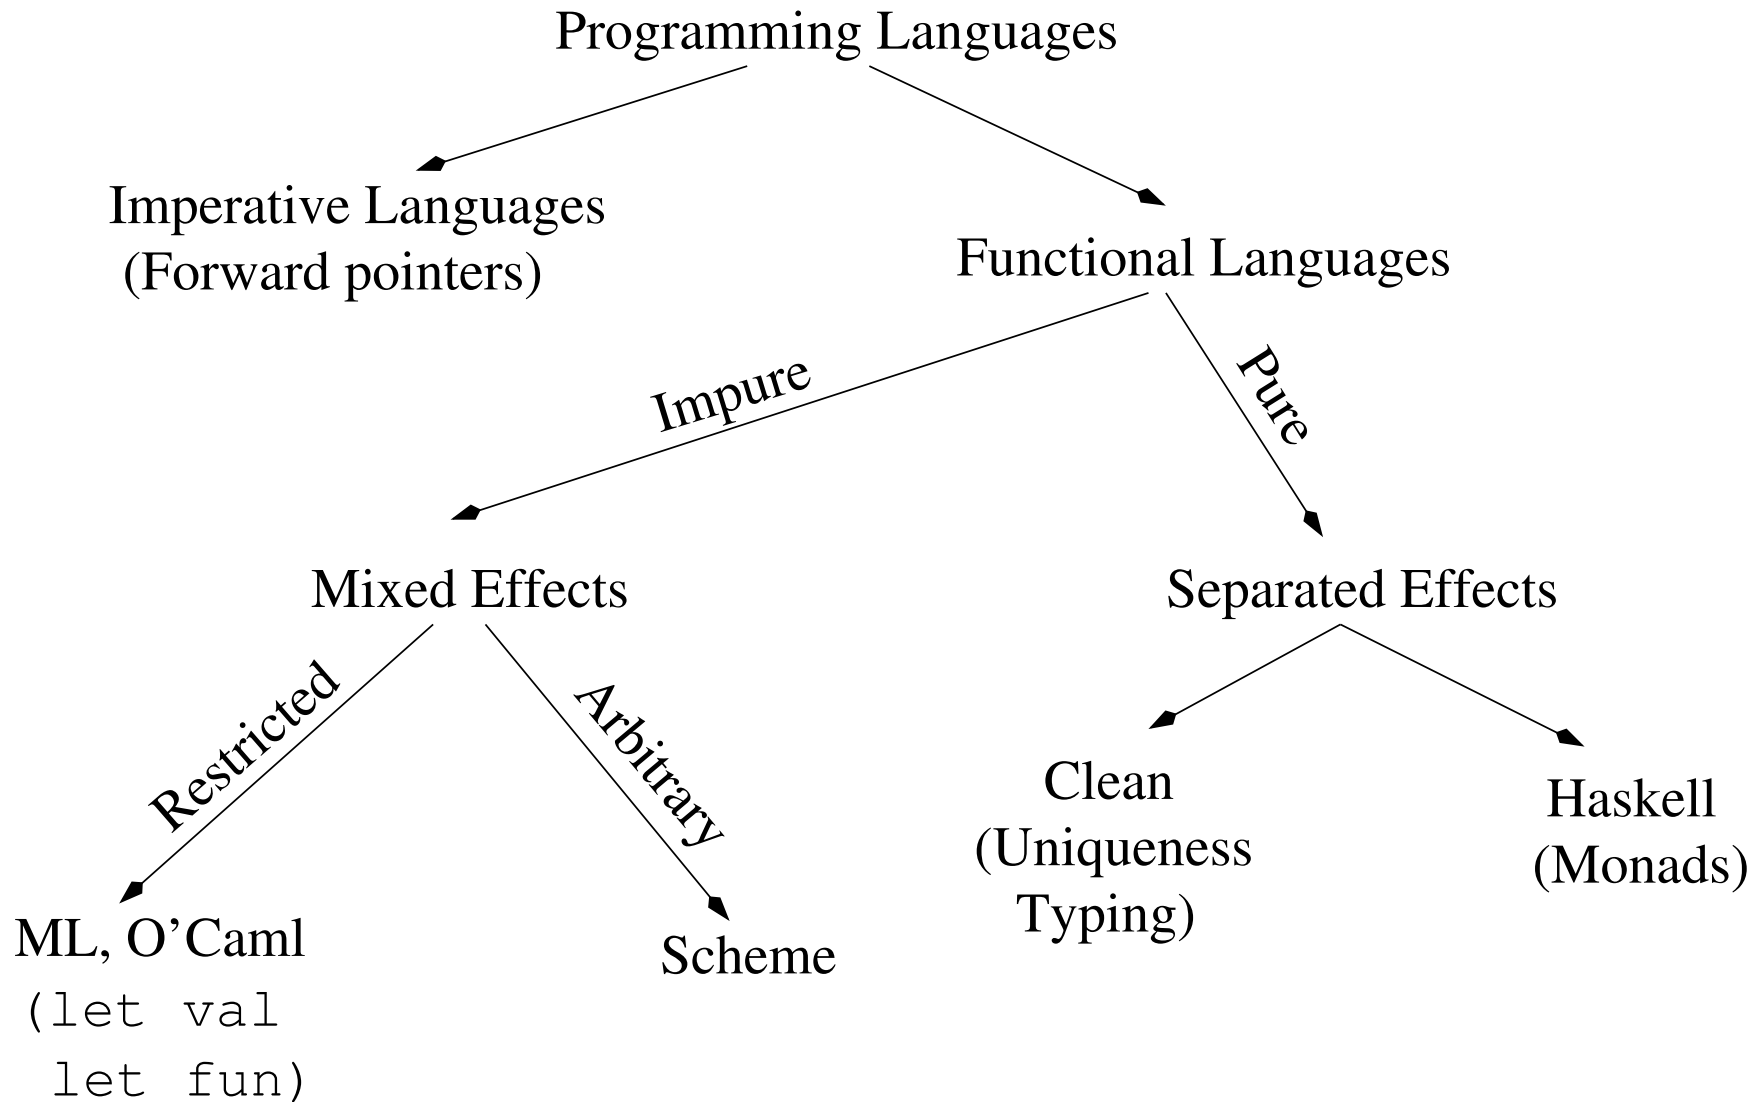 Programming Languages
Imperative Languages
(Forward pointers)
Functional Languages
Impure
Pure
Mixed Effects
Separated Effects
Restricted
Arbitrary
Clean
(Uniqueness
Typing)
Haskell
(Monads)
ML, O’Caml
(let val
let fun)
Scheme